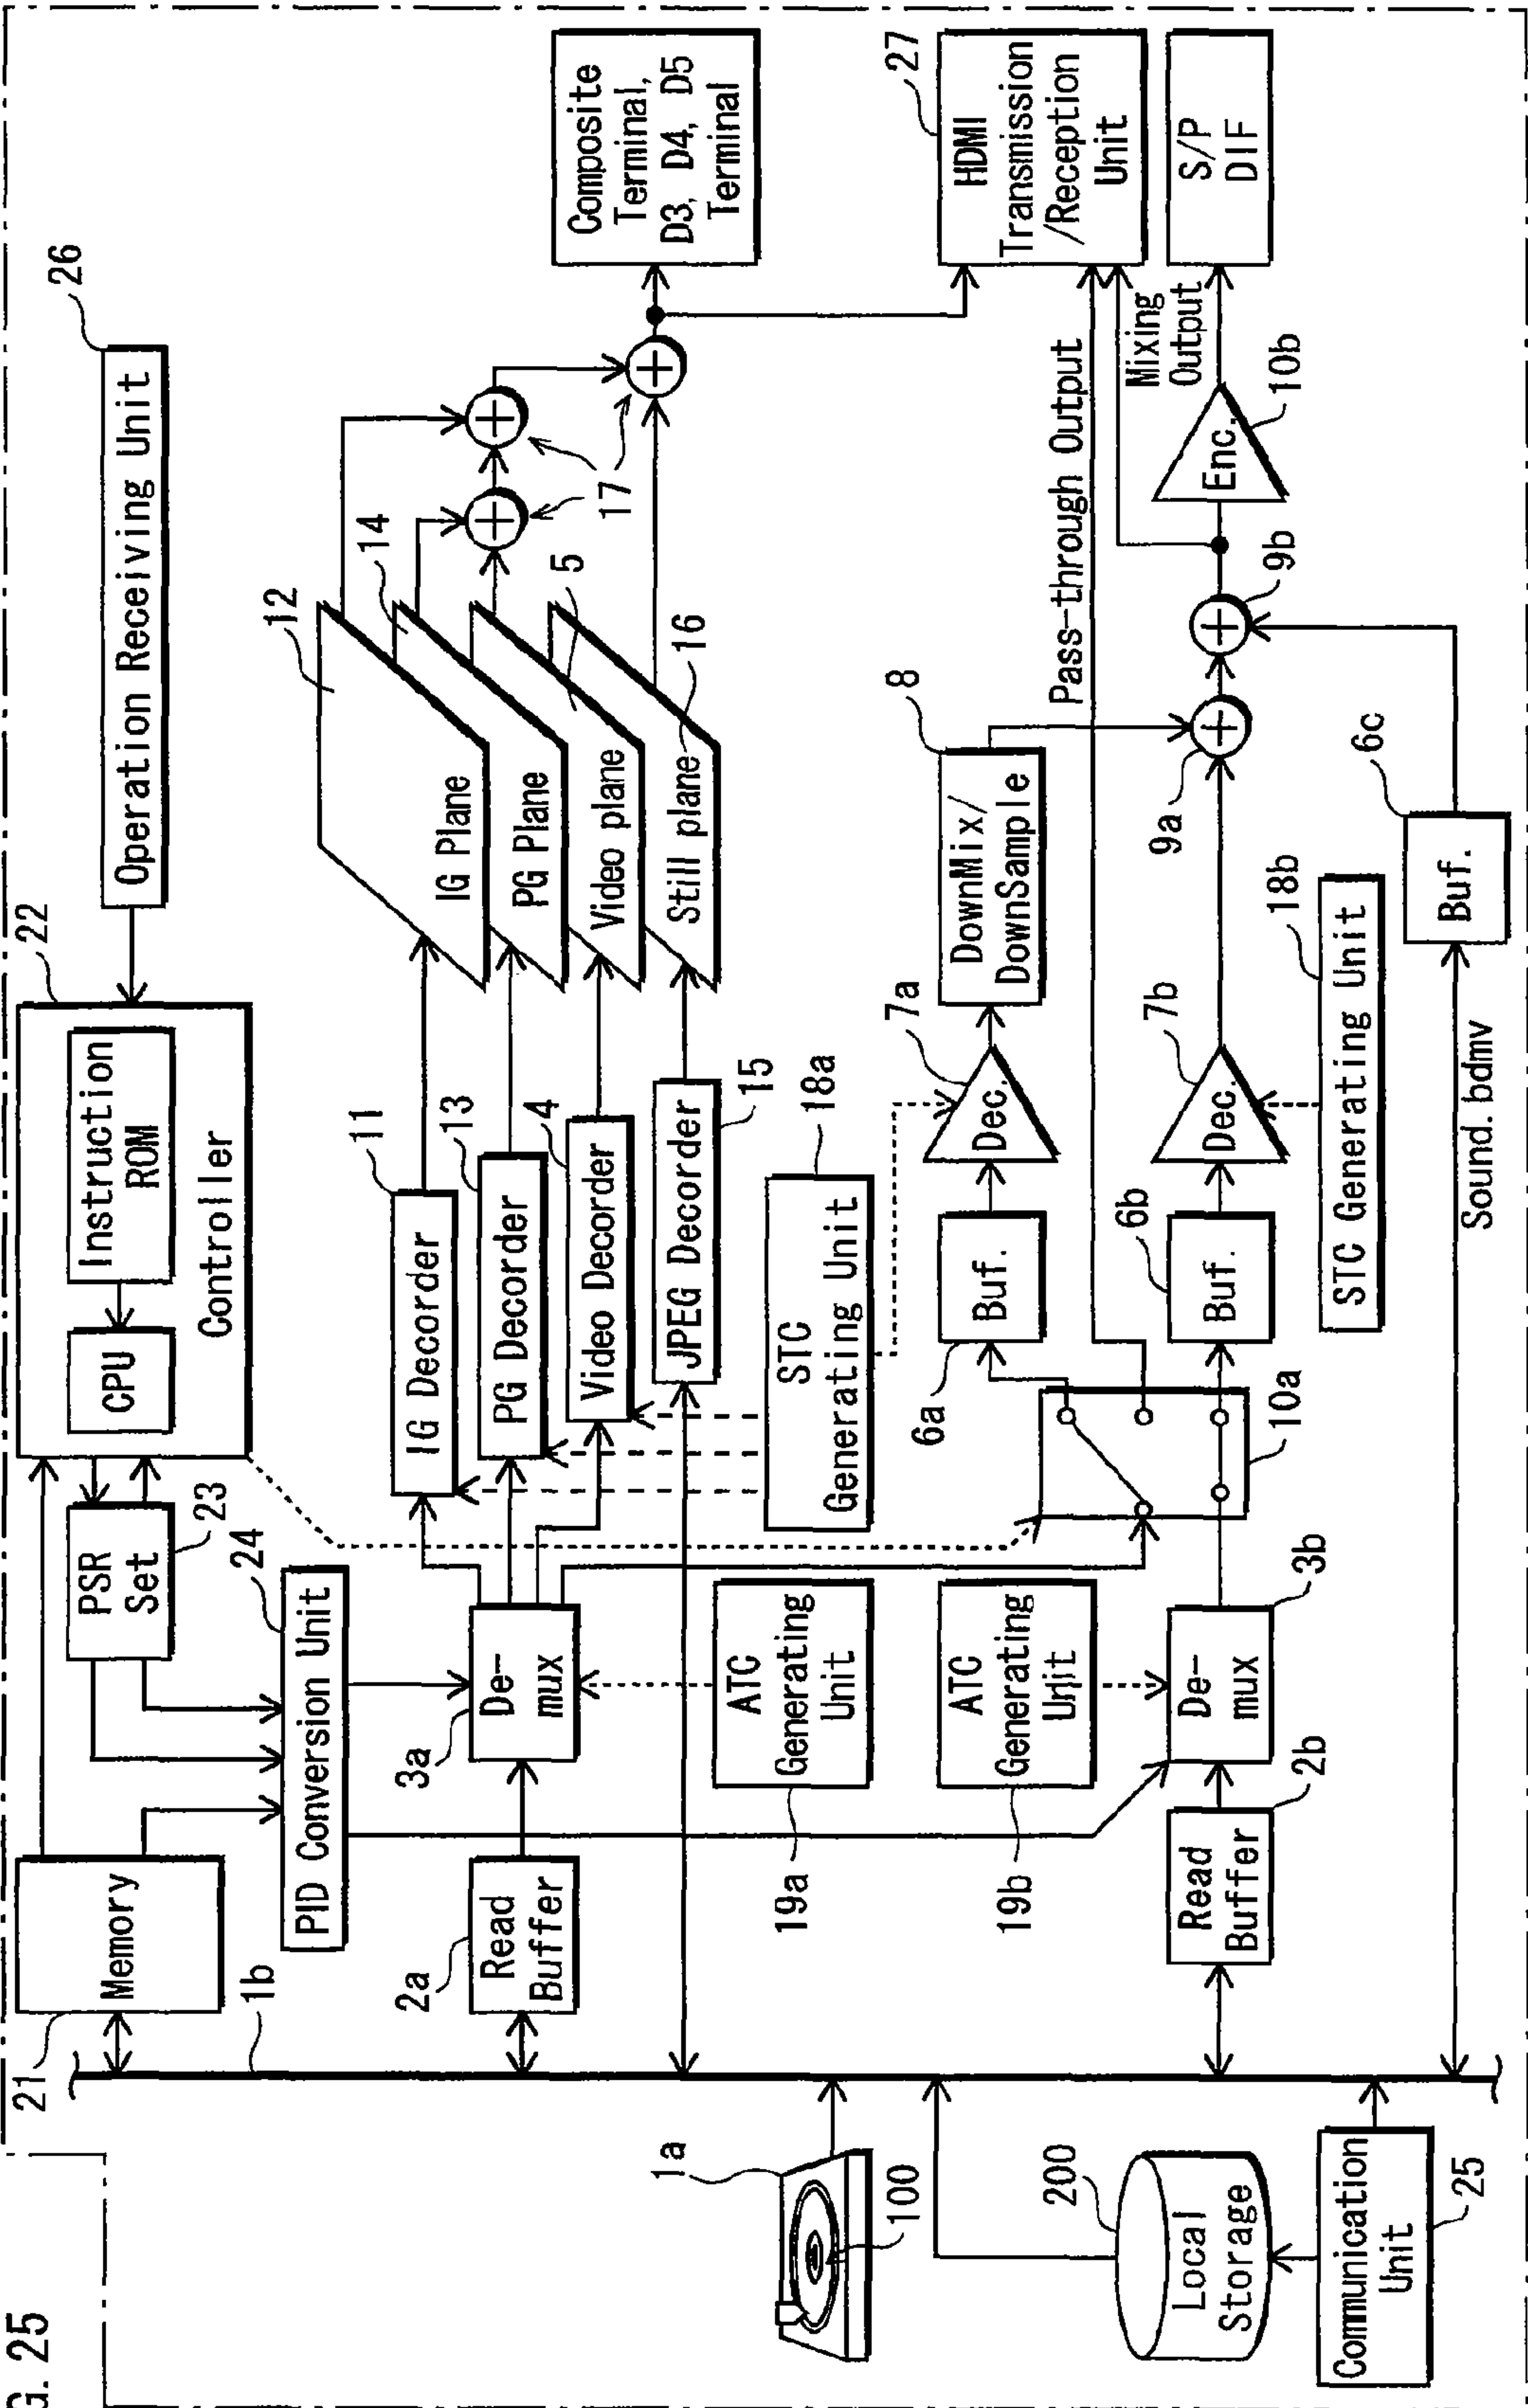 G. 25
21
Memory
1b
22
Instruction
ROM
CPU
Controller
26
Operation Receiving Unit
PSR
Set
23
24
PID Conversion Unit
2a
Read
Buffer
3a
De-
mux
11
IG Decorder
13
PG Decorder
4
Video Decorder
JPEG Decorder
15
12
IG Plane
14
PG Plane
5
Video plane
16
Still plane
17
Composite
Terminal,
D3, D4, D5
Terminal
27
HDMI
Transmission
/Reception
Unit
S/P
DIF
1a
100
200
Local
Storage
Communication
Unit
25
ATC
Generating
Unit
19a
ATC
Generating
Unit
19b
STC
Generating Unit
18a
6a
Buf.
7a
Dec.
8
DownMix/
DownSample
Pass-through Output
Mixing
Output
10a
Read
Buffer
2b
De-
mux
3b
6b
Buf.
7b
Dec.
9a
9b
Enc.
10b
STC Generating Unit
18b
6c
Buf.
Sound.bdmv